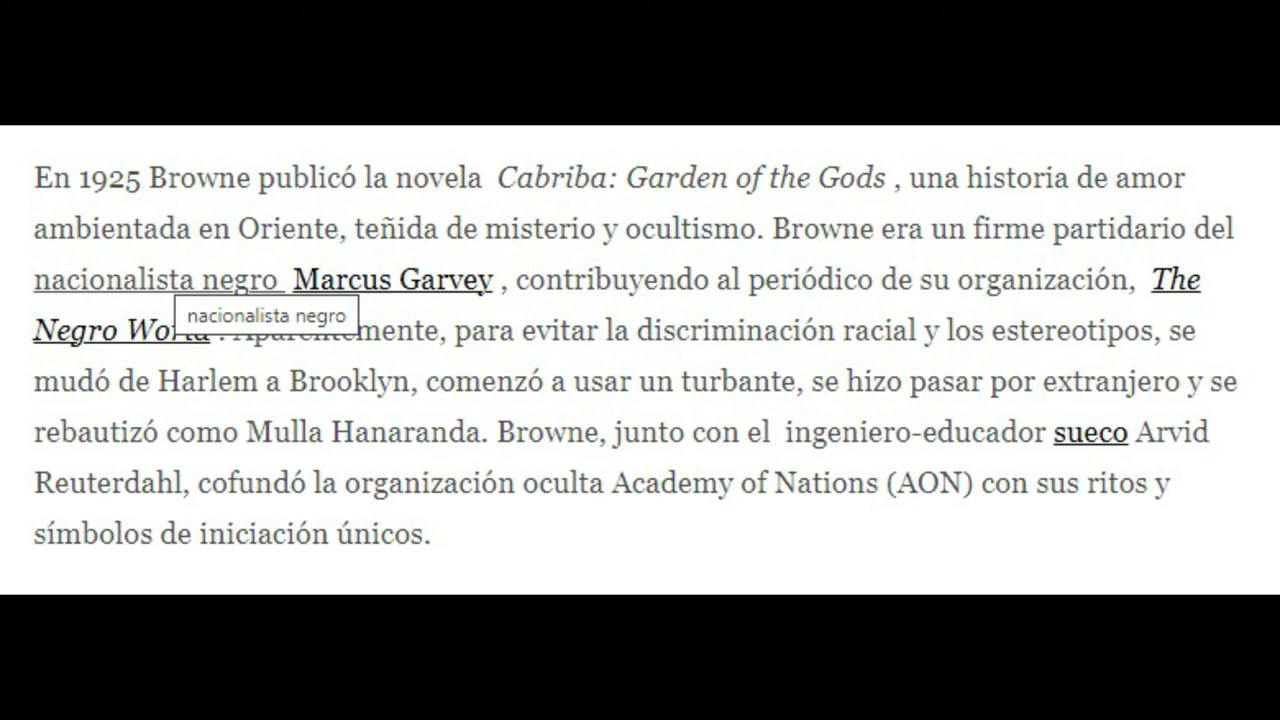 En 1925 Browne publicó la novela Cabriba: Garden of the Gods , una historia de amor
ambientada en Oriente, teñida de misterio y ocultismo. Browne era un firme partidario del
nacionalista negro Marcus Garvey , contribuyendo al periódico de su organización, The
nacionalista negro
Negro World . Aparentemente, para evitar la discriminación racial y los estereotipos, se
mudó de Harlem a Brooklyn, comenzó a usar un turbante, se hizo pasar por extranjero y se
rebautizó como Mulla Hanaranda. Browne, junto con el ingeniero-educador sueco Arvid
Reuterdahl, cofundó la organización oculta Academy of Nations (AON) con sus ritos y
símbolos de iniciación únicos.